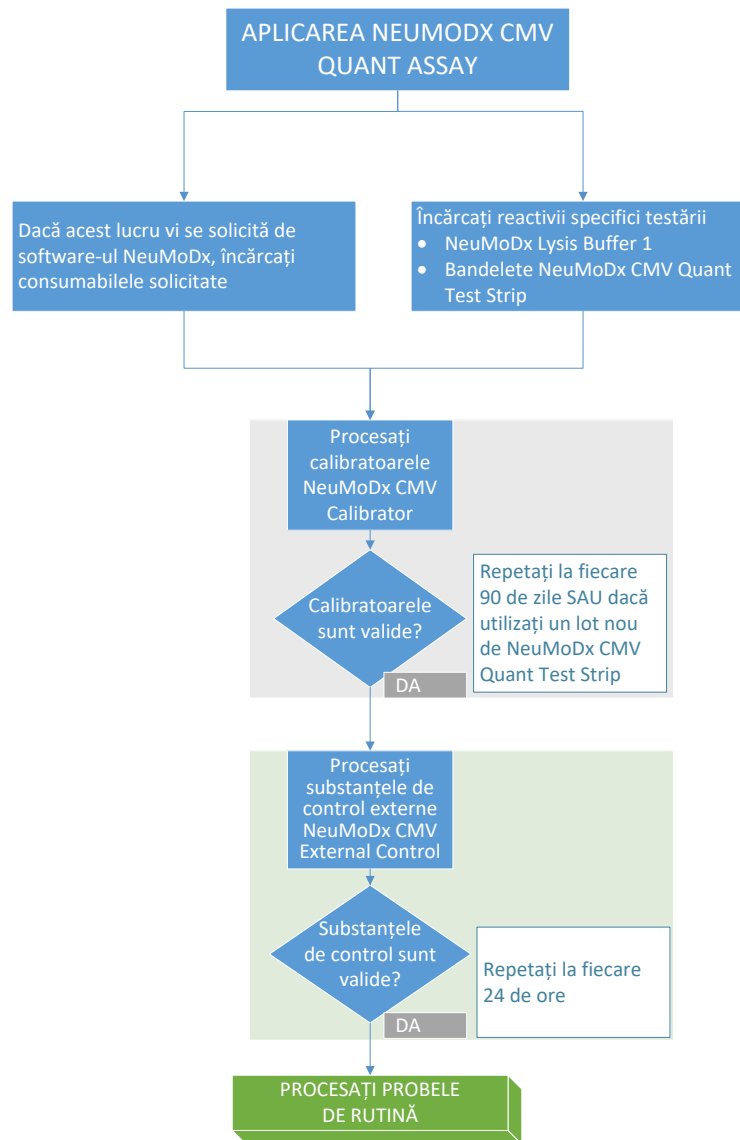 APLICAREA NEUMODX CMV
QUANT ASSAY
Dacă acest lucru vi se solicită de
software-ul NeuMoDx, încărcați
consumabilele solicitate
Încărcați reactivii specifici testării
• NeuMoDx Lysis Buffer 1
• Bandelete NeuMoDx CMV Quant
Test Strip
Procesați
calibratoarele
NeuMoDx CMV
Calibrator
Calibratoarele
sunt valide?
Repetați la fiecare
90 de zile SAU dacă
utilizați un lot nou
de NeuMoDx CMV
Quant Test Strip
DA
Procesați
substanțele de
control externe
NeuMoDx CMV
External Control
Substanțele
de control sunt
valide?
Repetați la fiecare
24 de ore
DA
PROCESAȚI PROBELE
DE RUTINĂ